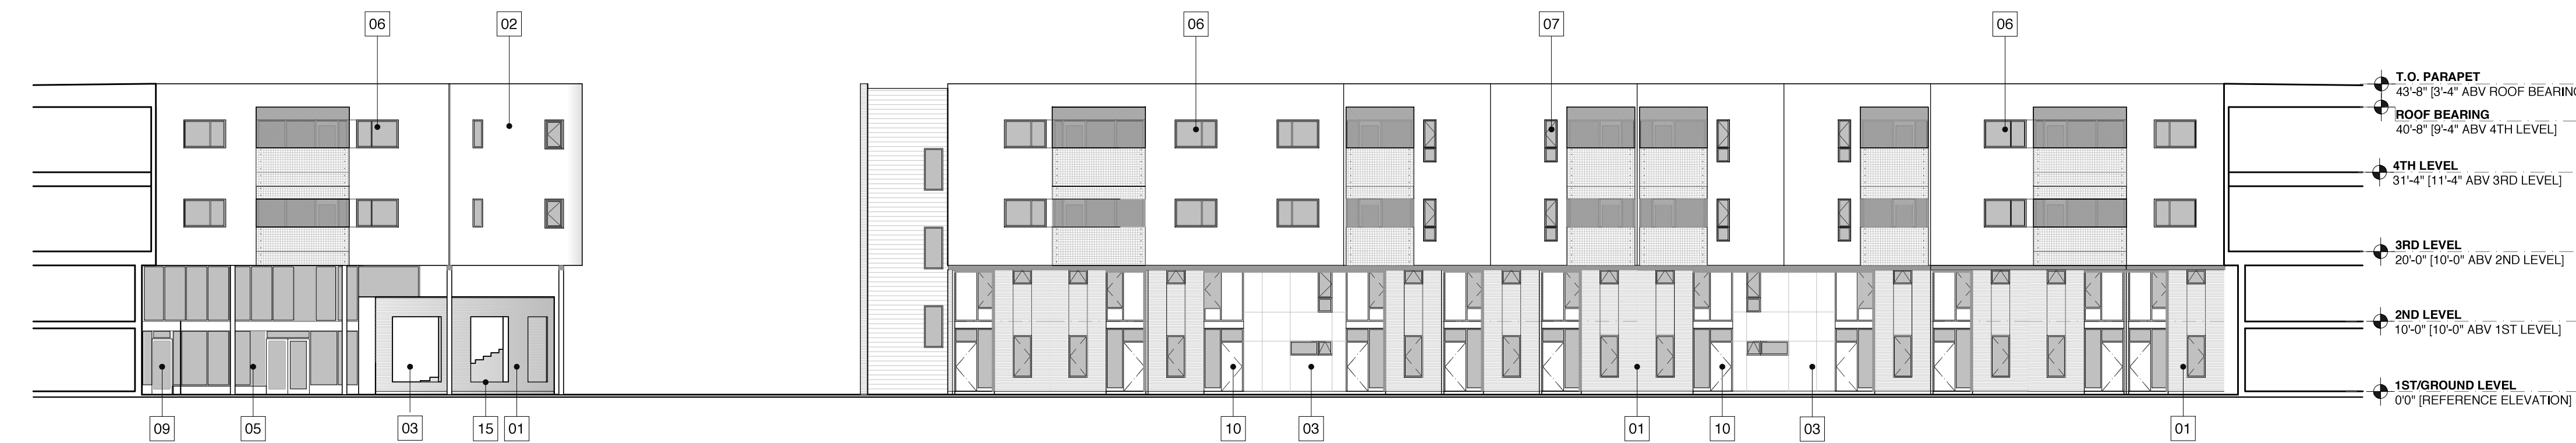 06
02
06
07
06
T.O. PARAPET
43'-8" [3'-4" ABV ROOF BEARING
ROOF BEARING
40'-8" [9'-4" ABV 4TH LEVEL]
4TH LEVEL
31'-4" [11'-4" ABV 3RD LEVEL]
3RD LEVEL
20'-0" [10'-0" ABV 2ND LEVEL]
2ND LEVEL
10'-0" [10'-0" ABV 1ST LEVEL]
1ST/GROUND LEVEL
0'0" [REFERENCE ELEVATION]
09
05
03
15
01
10
03
01
10
03
01